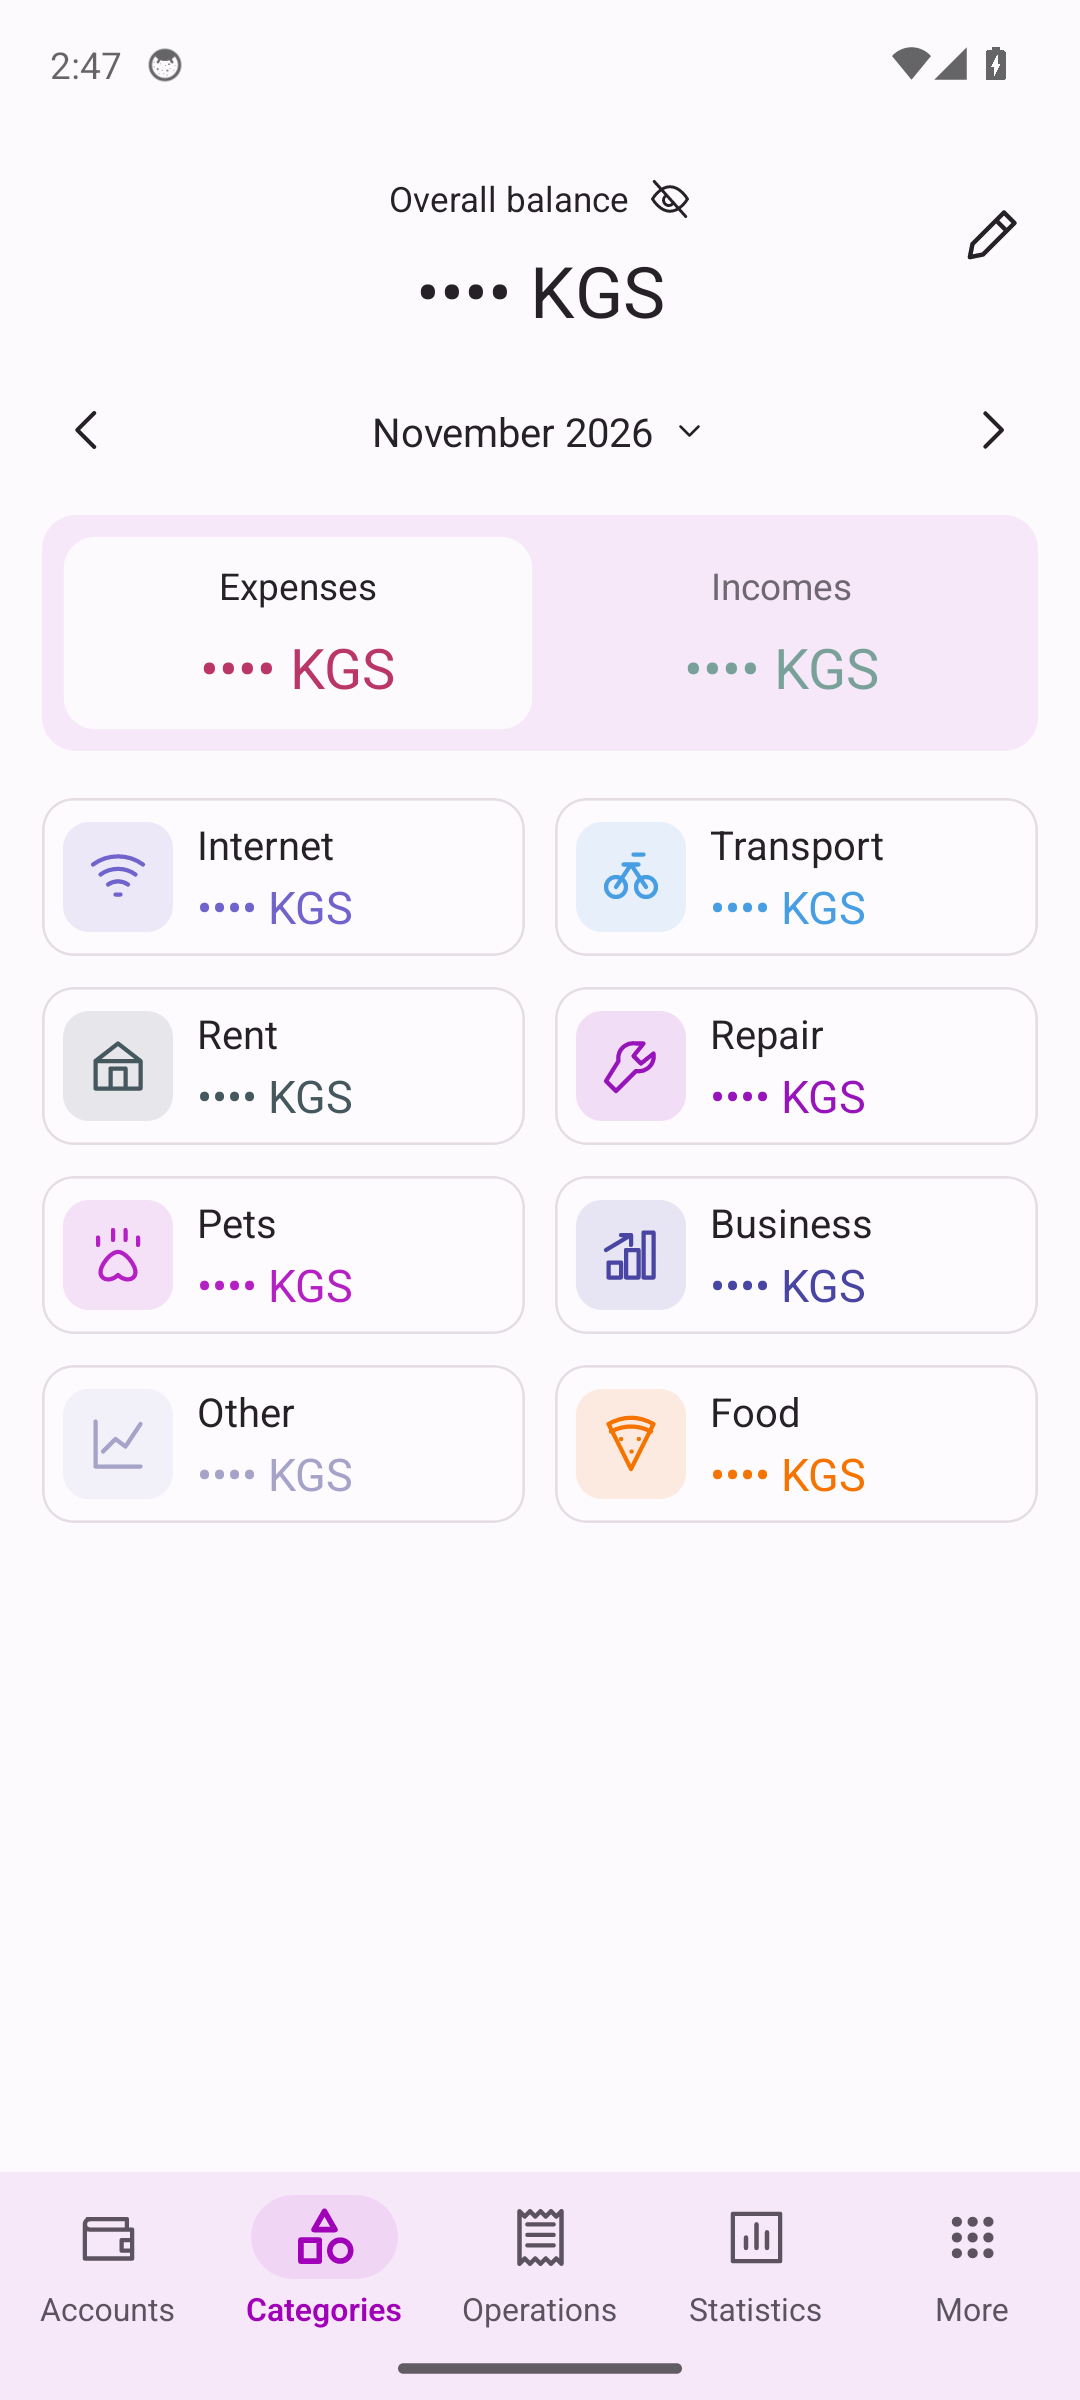 2:47
Overall balance
•••• KGS
November 2026
Expenses
•••• KGS
Incomes
•••• KGS
Internet
•••• KGS
Transport
•••• KGS
Rent
•••• KGS
Repair
•••• KGS
Pets
•••• KGS
Business
•••• KGS
Other
•••• KGS
Food
•••• KGS
Accounts
Categories
Operations
Statistics
More